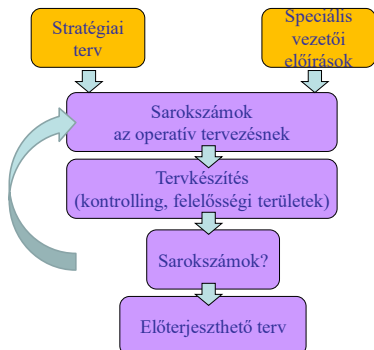 Stratégiai
terv
Speciális
vezetői
előírások
Sarokszámok
az operatív tervezésnek
Tervkészítés
(kontrolling, felelősségi területek)
Sarokszámok?
Előterjeszthető terv